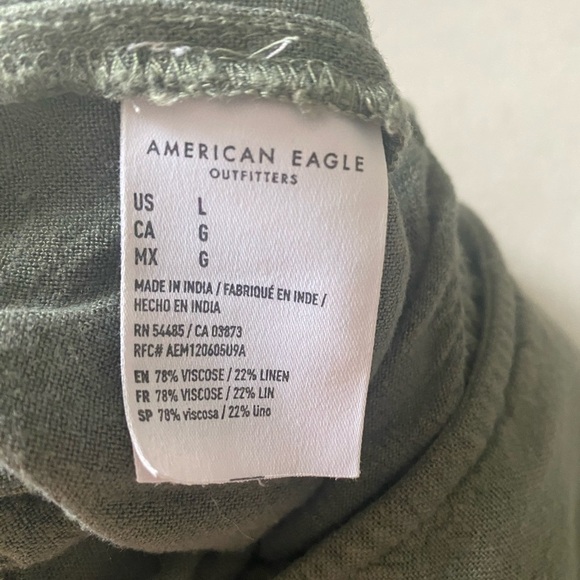 AMERICAN EAGLE
OUTFITTERS
US L
CA G
MX G
MADE IN INDIA / FABRIQUÉ EN INDE /
HECHO EN INDIA
RN 54485 / CA 03873
RFC# AEM120605U9A
EN 78% VISCOSE / 22% LINEN
FR 78% VISCOSE / 22% LIN
SP 78% viscosa / 22% lino